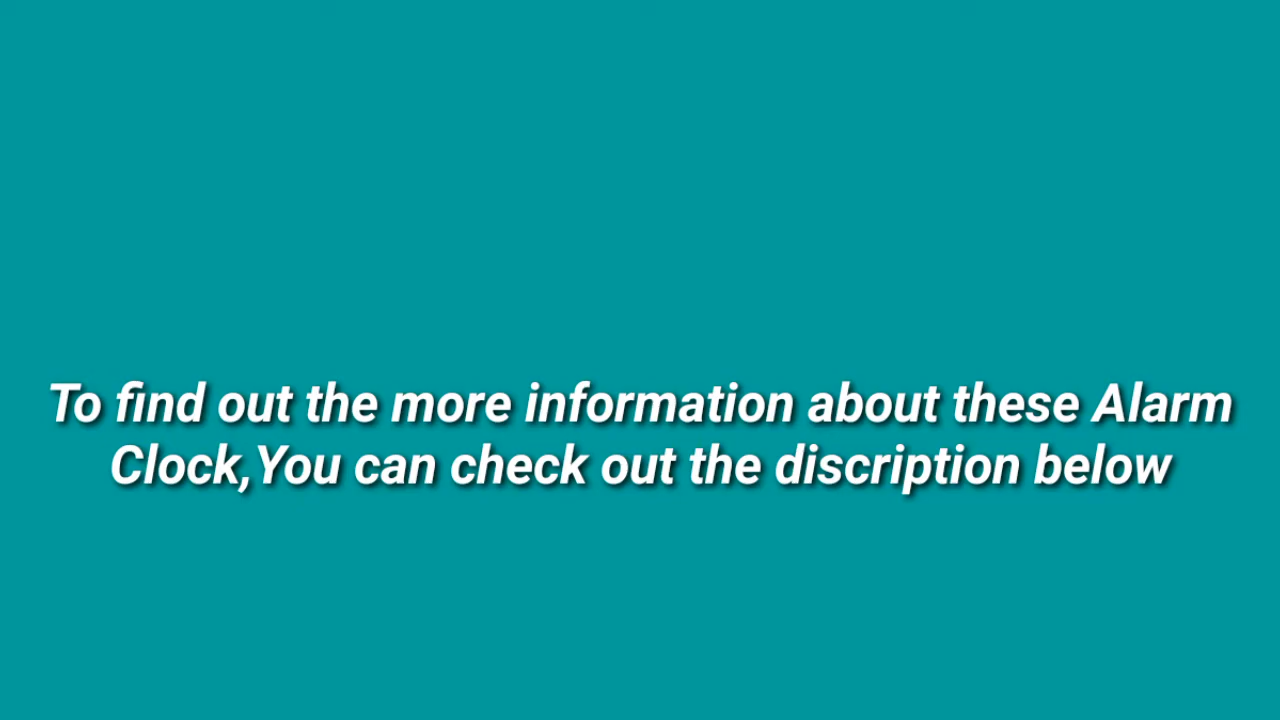 To find out the more information about these Alarm
Clock,You can check out the discription below